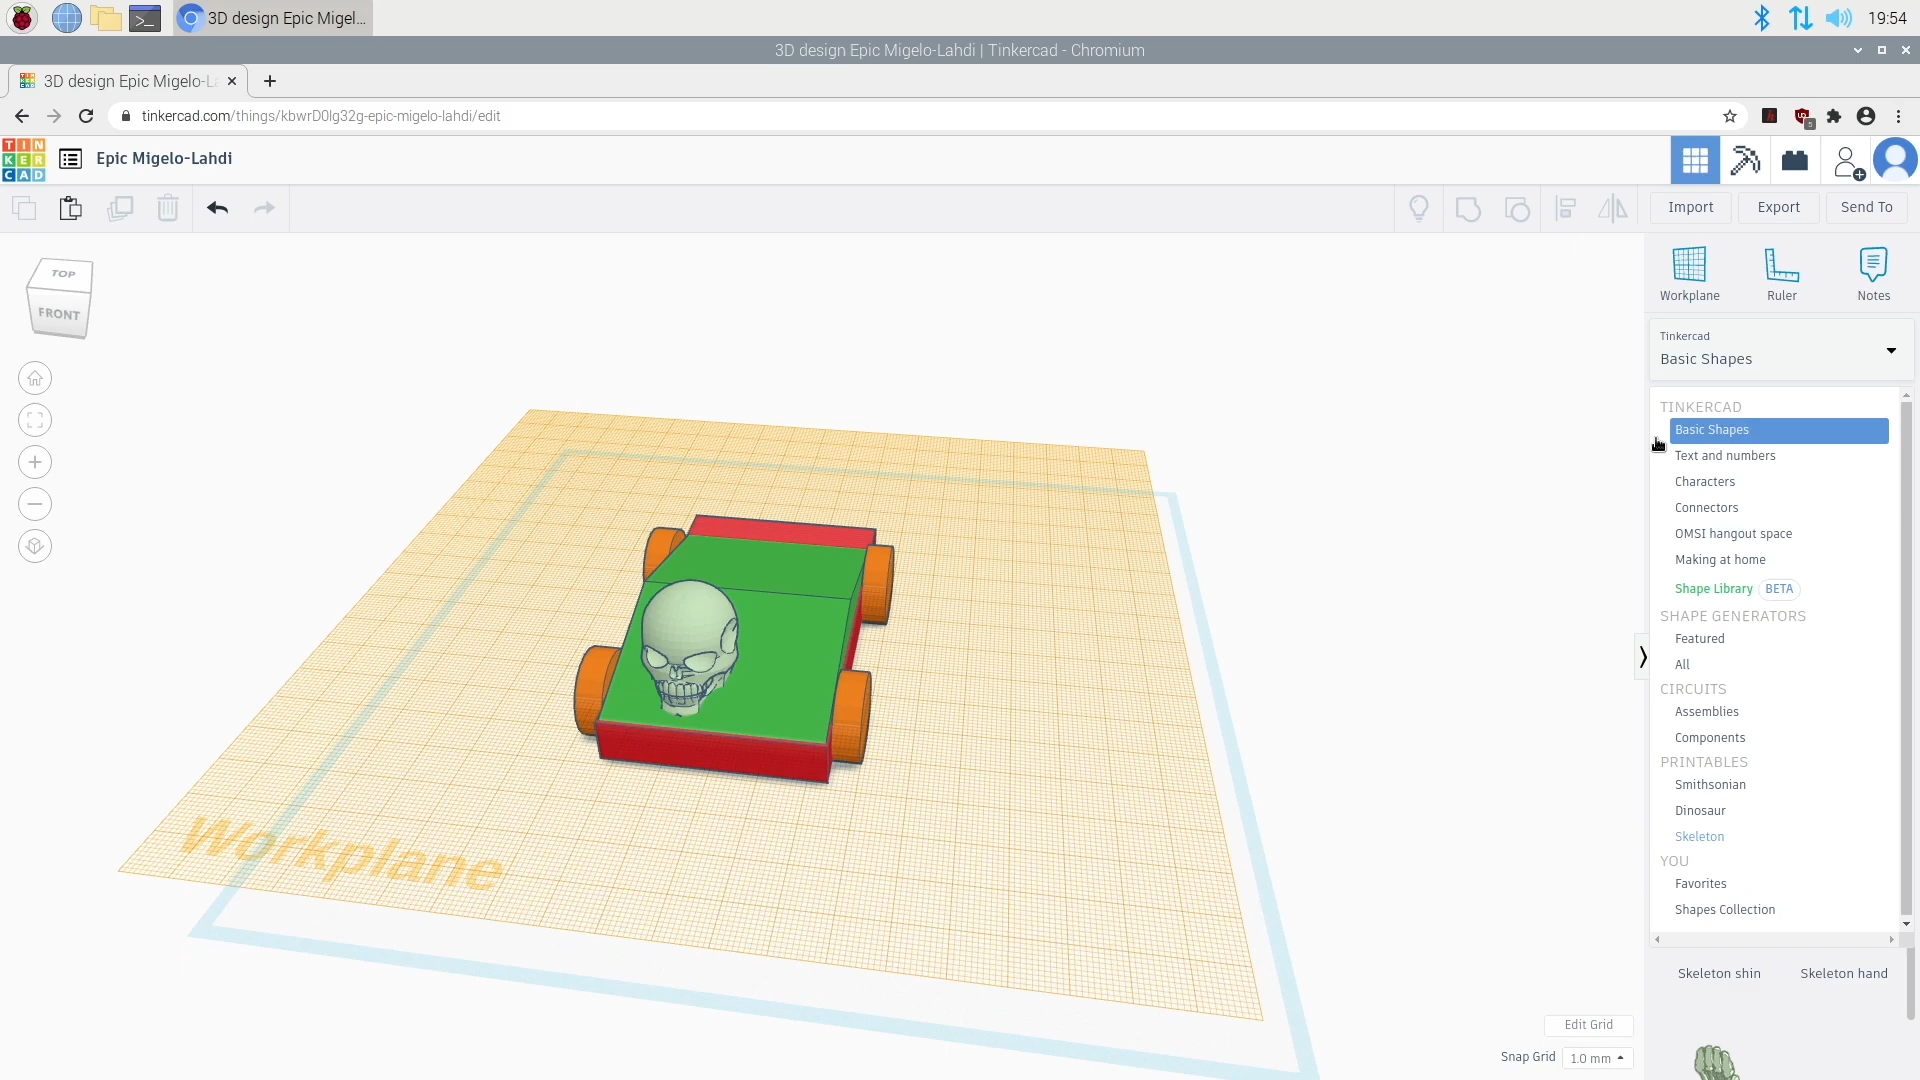 3D design Epic Migel...
19:54
3D design Epic Migelo-Lahdi | Tinkercad - Chromium
3D design Epic Migelo-L
tinkercad.com/things/kbwrD0lg32g-epic-migelo-lahdi/edit
5
TIN
KER
CAD
Epic Migelo-Lahdi
Import
Export
Send To
TOP
FRONT
Workplane
Ruler
Notes
Tinkercad
Basic Shapes
TINKERCAD
Basic Shapes
Text and numbers
Characters
Connectors
OMSI hangout space
Making at home
Shape Library BETA
SHAPE GENERATORS
Featured
All
CIRCUITS
Assemblies
Components
PRINTABLES
Smithsonian
Dinosaur
Skeleton
YOU
Favorites
Shapes Collection
Skeleton shin
Skeleton hand
Workplane
Edit Grid
Snap Grid 1.0 mm